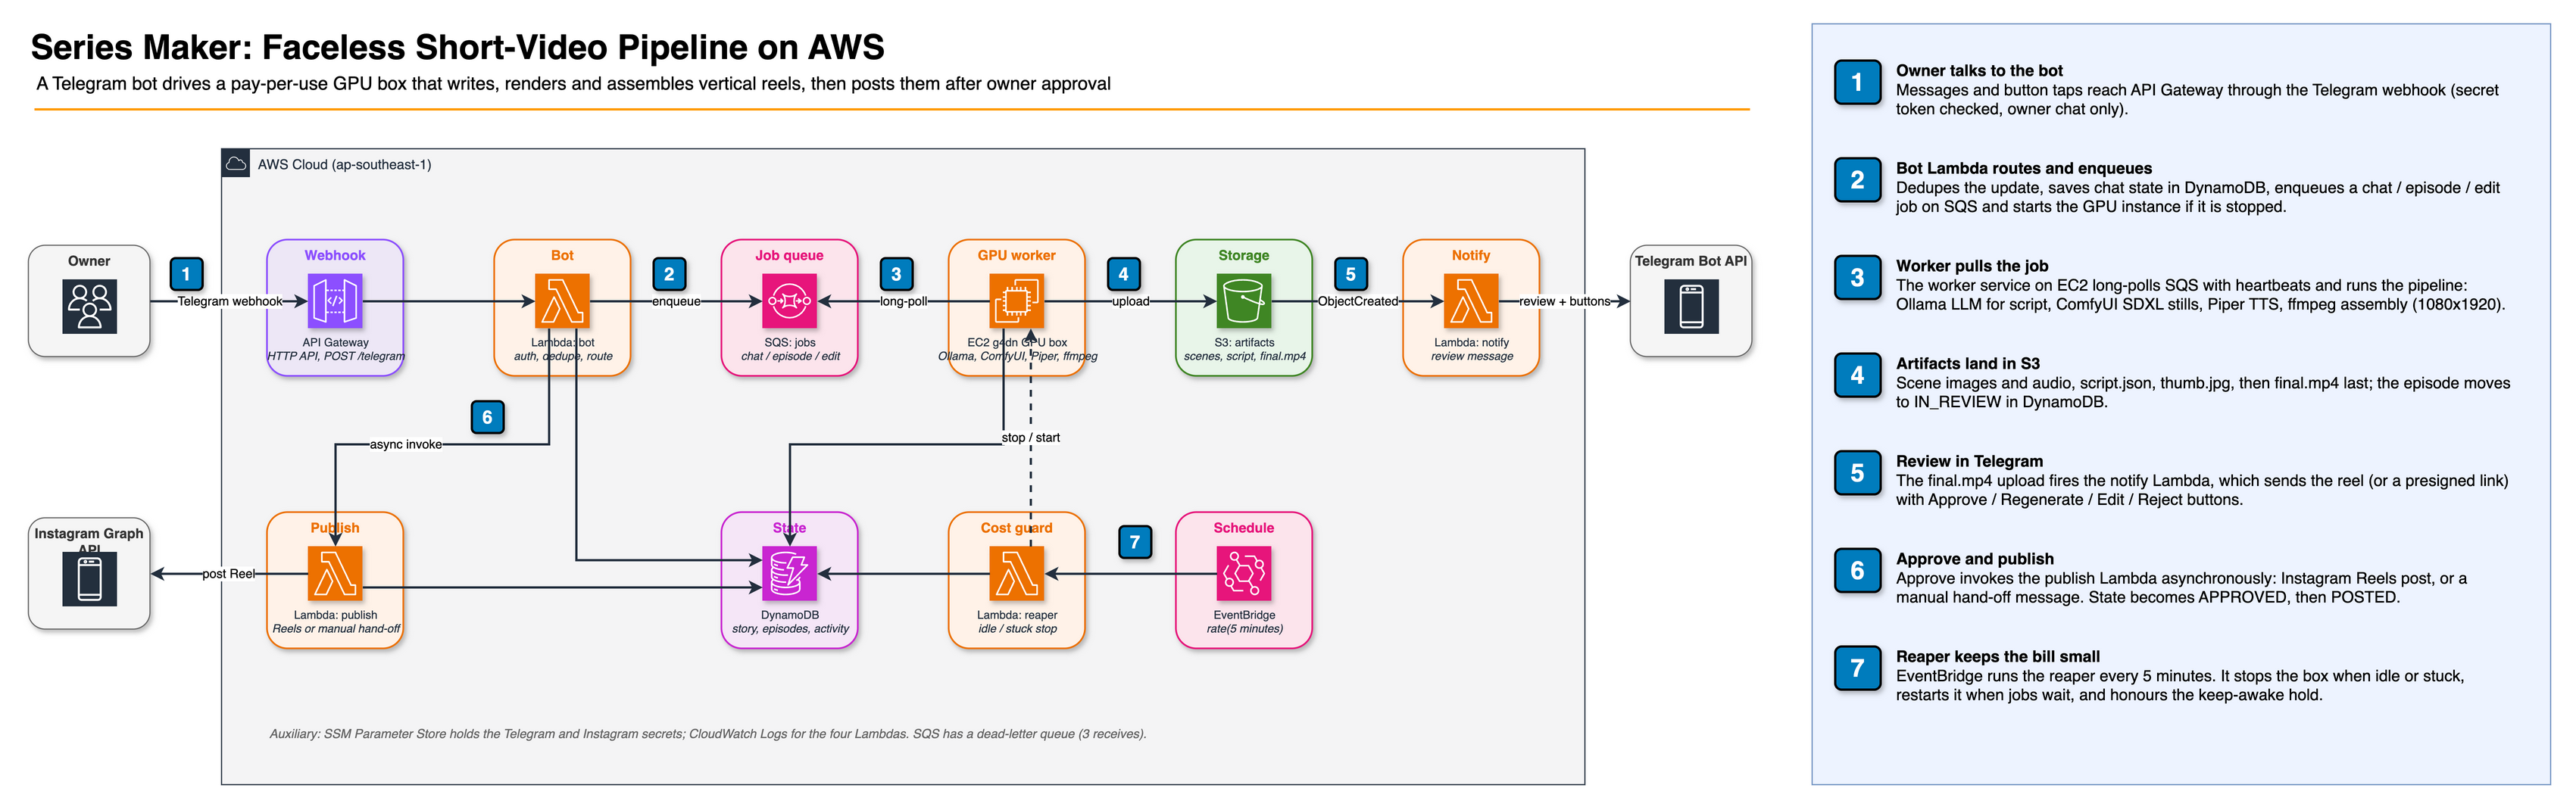 Series Maker: Faceless Short-Video Pipeline on AWS
A Telegram bot drives a pay-per-use GPU box that writes, renders and assembles vertical reels, then posts them after owner approval
AWS Cloud (ap-southeast-1)
Owner
1
Telegram webhook
Webhook
API Gateway
HTTP API, POST /telegram
Bot
Lambda: bot
auth, dedupe, route
2
enqueue
Job queue
SQS: jobs
chat / episode / edit
3
long-poll
GPU worker
EC2 g4dn GPU box
Ollama, ComfyUI, Piper, ffmpeg
4
upload
Storage
S3: artifacts
scenes, script, final.mp4
5
ObjectCreated
Notify
Lambda: notify
review message
review + buttons
Telegram Bot API
6
async invoke
stop / start
Instagram Graph
API
post Reel
Publish
Lambda: publish
Reels or manual hand-off
State
DynamoDB
story, episodes, activity
Cost guard
Lambda: reaper
idle / stuck stop
7
Schedule
EventBridge
rate(5 minutes)
Auxiliary: SSM Parameter Store holds the Telegram and Instagram secrets; CloudWatch Logs for the four Lambdas. SQS has a dead-letter queue (3 receives).
1
Owner talks to the bot
Messages and button taps reach API Gateway through the Telegram webhook (secret
token checked, owner chat only).
2
Bot Lambda routes and enqueues
Dedupes the update, saves chat state in DynamoDB, enqueues a chat / episode / edit
job on SQS and starts the GPU instance if it is stopped.
3
Worker pulls the job
The worker service on EC2 long-polls SQS with heartbeats and runs the pipeline:
Ollama LLM for script, ComfyUI SDXL stills, Piper TTS, ffmpeg assembly (1080x1920).
4
Artifacts land in S3
Scene images and audio, script.json, thumb.jpg, then final.mp4 last; the episode moves
to IN_REVIEW in DynamoDB.
5
Review in Telegram
The final.mp4 upload fires the notify Lambda, which sends the reel (or a presigned link)
with Approve / Regenerate / Edit / Reject buttons.
6
Approve and publish
Approve invokes the publish Lambda asynchronously: Instagram Reels post, or a
manual hand-off message. State becomes APPROVED, then POSTED.
7
Reaper keeps the bill small
EventBridge runs the reaper every 5 minutes. It stops the box when idle or stuck,
restarts it when jobs wait, and honours the keep-awake hold.